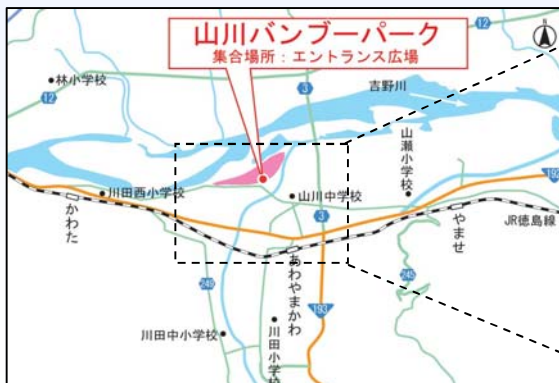 山川バンブーパーク
集合場所：エントランス広場
12
N
林小学校
3
吉野川
12
山瀬小学校
192
川田西小学校
山川中学校
かわた
3
やませ
JR徳島線
あわやまかわ
248
245
193
川田中小学校
川田小学校